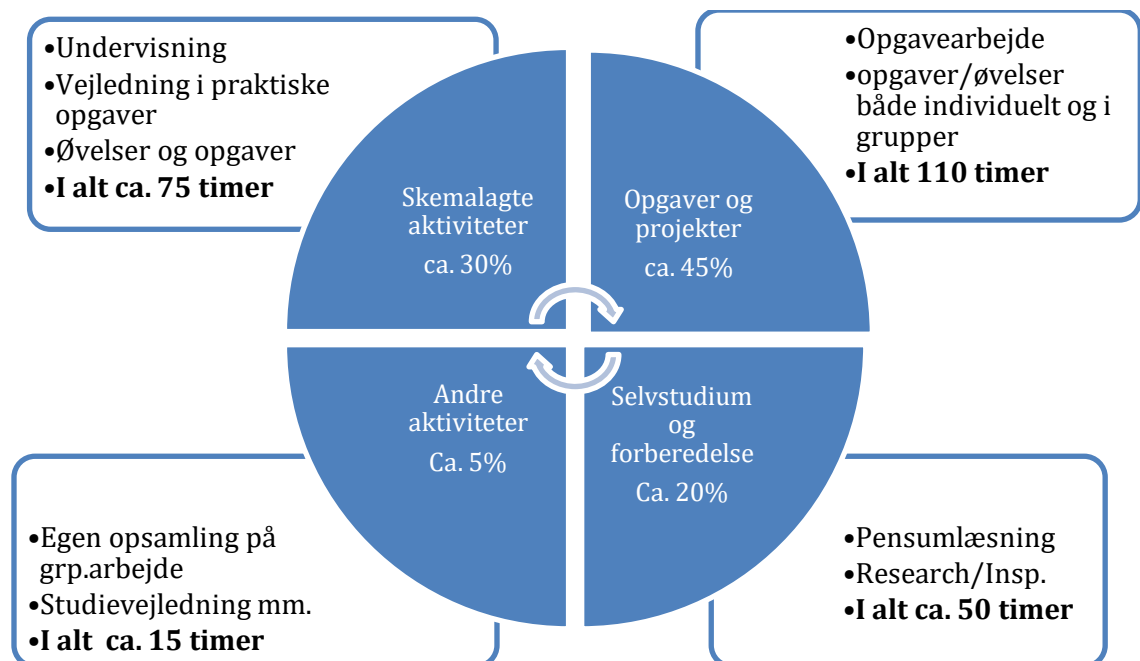 •Undervisning
•Vejledning i praktiske
opgaver
•Øvelser og opgaver
•I alt ca. 75 timer
•Opgavearbejde
•opgaver/øvelser
både individuelt og i
grupper
•I alt 110 timer
Skemalagte
aktiviteter
ca. 30%
Opgaver og
projekter
ca. 45%
Andre
aktiviteter
Ca. 5%
Selvstudium
og
forberedelse
Ca. 20%
•Egen opsamling på
grp.arbejde
•Studievejledning mm.
•I alt  ca. 15 timer
•Pensumlæsning
•Research/Insp.
•I alt ca. 50 timer